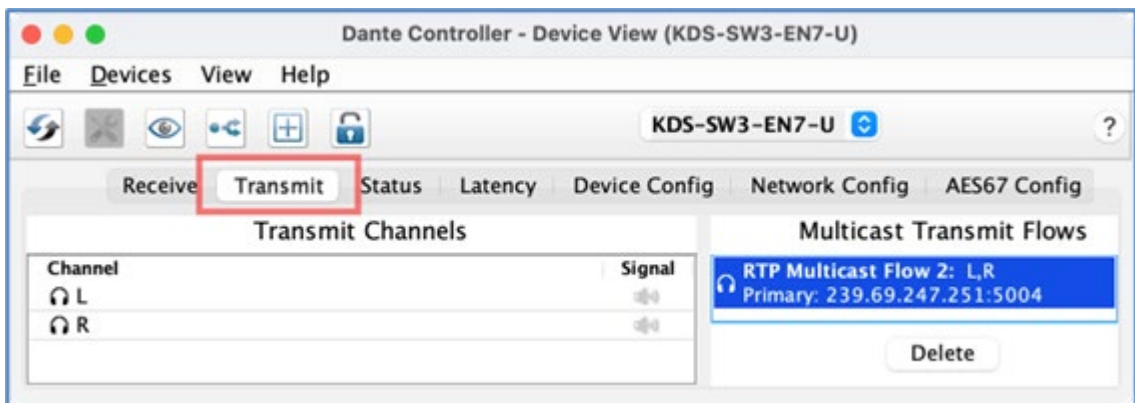 Dante Controller - Device View (KDS-SW3-EN7-U)
File Devices View Help
KDS-SW3-EN7-U ?
Receive Transmit Status Latency Device Config Network Config AES67 Config
Transmit Channels
Channel Signal
L
R
Multicast Transmit Flows
RTP Multicast Flow 2: L,R
Primary: 239.69.247.251:5004
Delete